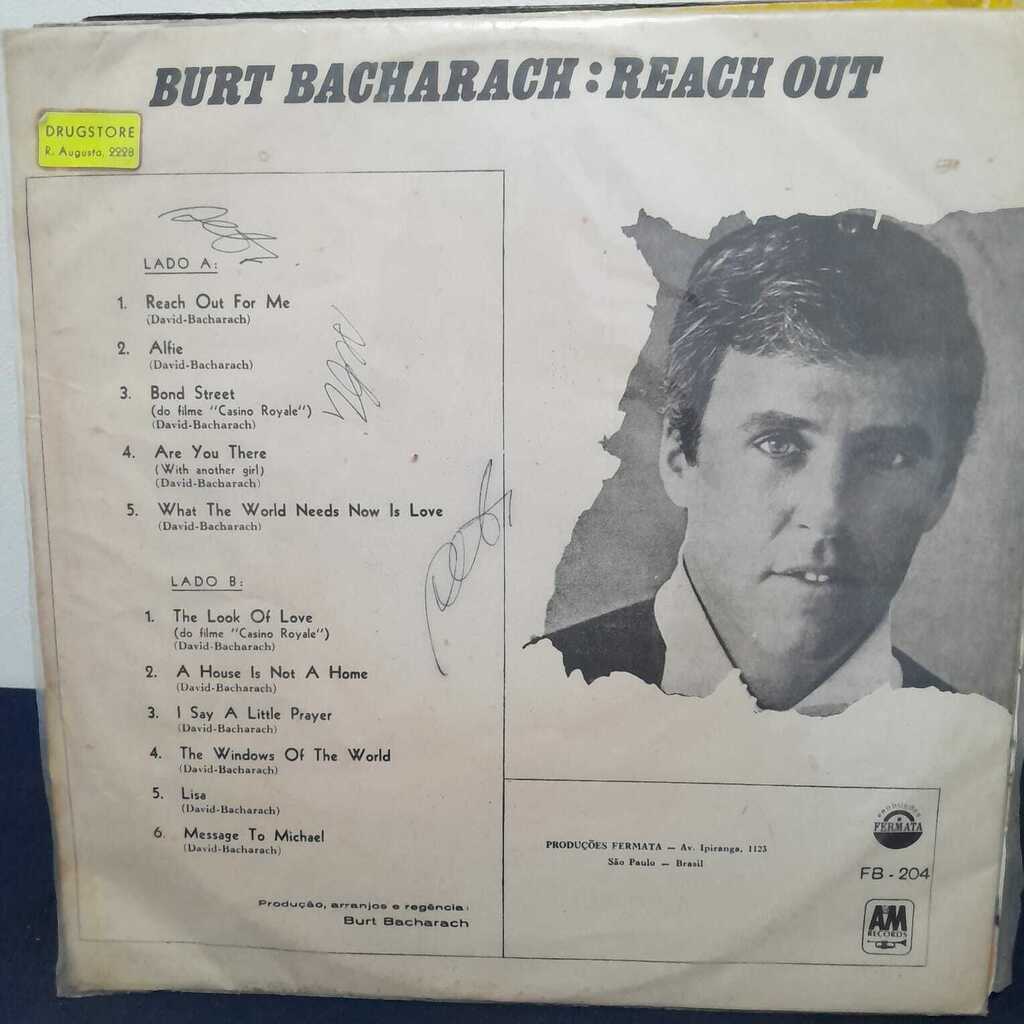 BURT BACHARACH : REACH OUT
DRUGSTORE
R. Augusta, 2228
LADO A:
1. Reach Out For Me
(David-Bacharach)
2. Alfie
(David-Bacharach)
3. Bond Street
(do filme "Casino Royale")
(David-Bacharach)
4. Are You There
(With another girl)
(David-Bacharach)
5. What The World Needs Now Is Love
(David-Bacharach)
LADO B:
1. The Look Of Love
(do filme "Casino Royale")
(David-Bacharach)
2. A House Is Not A Home
(David-Bacharach)
3. I Say A Little Prayer
(David-Bacharach)
4. The Windows Of The World
(David-Bacharach)
5. Lisa
(David-Bacharach)
6. Message To Michael
(David-Bacharach)
Produção, arranjos e regência:
Burt Bacharach
PRODUÇÕES FERMATA — Av. Ipiranga, 1123
São Paulo — Brasil
PRODUÇÕES
FERMATA
FB - 204
A&M
RECORDS